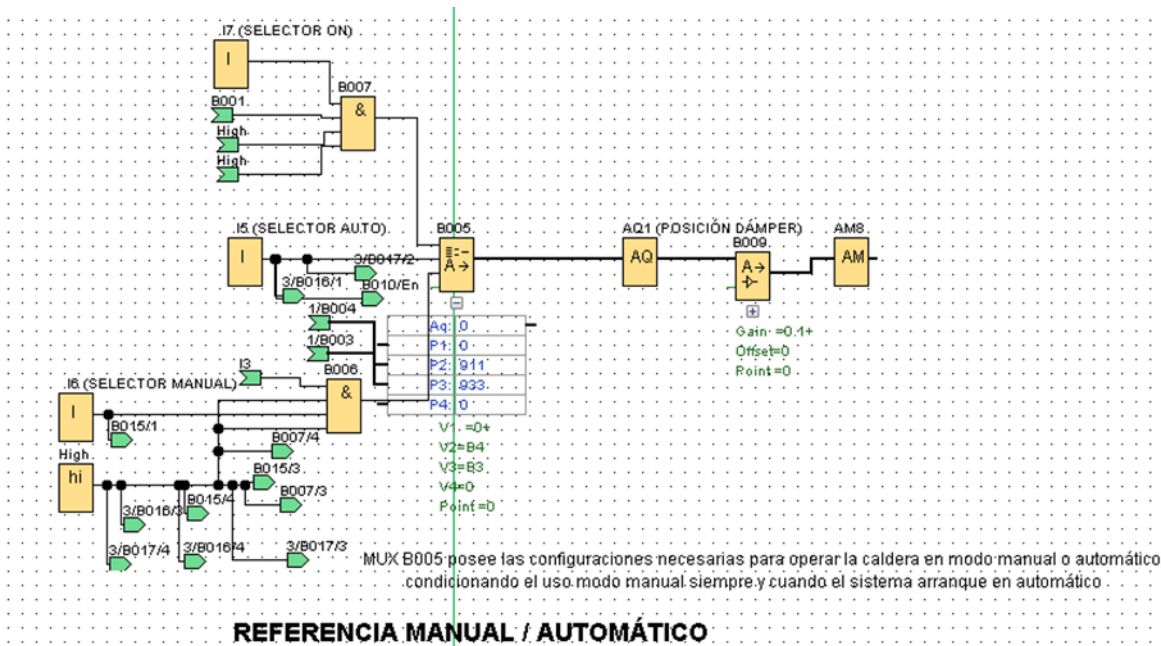 I7 (SELECTOR ON)
I
B007
B001
&
High
High
I5 (SELECTOR AUTO)
B005
AQ1 (POSICIÓN DÁMPER)
AM8
I
A→
AQ
B009
AM
3/B017/2
A→
3/B016/1
B010/En
1/B004
Aq: 0
Gain =0.1+
1/B003
P1: 0
Offset=0
P2: 911
Point =0
I3
B006
P3: 933
I6 (SELECTOR MANUAL)
&
P4: 0
I
B015/1
V1 =0+
B007/4
V2=B4
High
hi
B015/3
V3=B3
B007/3
V4=0
B015/4
3/B016/3
Point =0
3/B017/4
3/B016/4
3/B017/3
MUX B005 posee las configuraciones necesarias para operar la caldera en modo manual o automático
condicionando el uso modo manual siempre y cuando el sistema arranque en automático
REFERENCIA MANUAL / AUTOMÁTICO